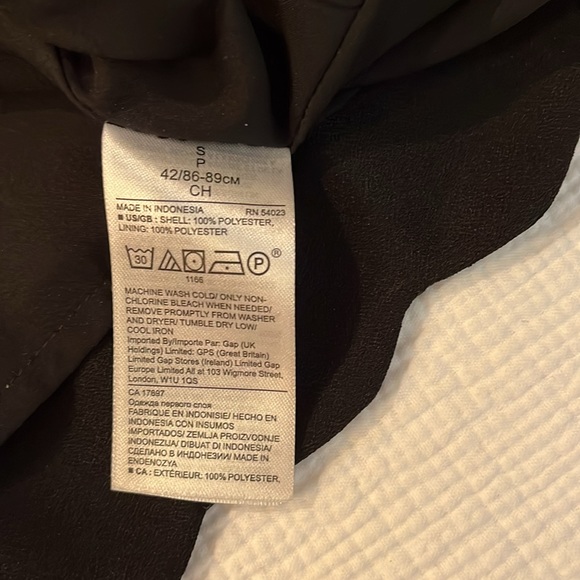 S
P
42/86-89CM
CH
MADE IN INDONESIA RN 54023
■ US/GB : SHELL: 100% POLYESTER,
LINING: 100% POLYESTER
30 P ®
1166
MACHINE WASH COLD/ ONLY NON-
CHLORINE BLEACH WHEN NEEDED/
REMOVE PROMPTLY FROM WASHER
AND DRYER/ TUMBLE DRY LOW/
COOL IRON
Imported By/Importe Par: Gap (UK
Holdings) Limited: GPS (Great Britain)
Limited Gap Stores (Ireland) Limited Gap
Europe Limited All at 103 Wigmore Street,
London, W1U 1QS
CA 17897
Одежда первого слоя
FABRIQUE EN INDONISIE/ HECHO EN
INDONESIA CON INSUMOS
IMPORTADOS/ ZEMLJA PROIZVODNJE
INDONEZIJA/ DIBUAT DI INDONESIA/
СДЕЛАНО В ИНДОНЕЗИИ/ MADE IN
ENDENOZYA
■ CA : EXTÉRIEUR: 100% POLYESTER,